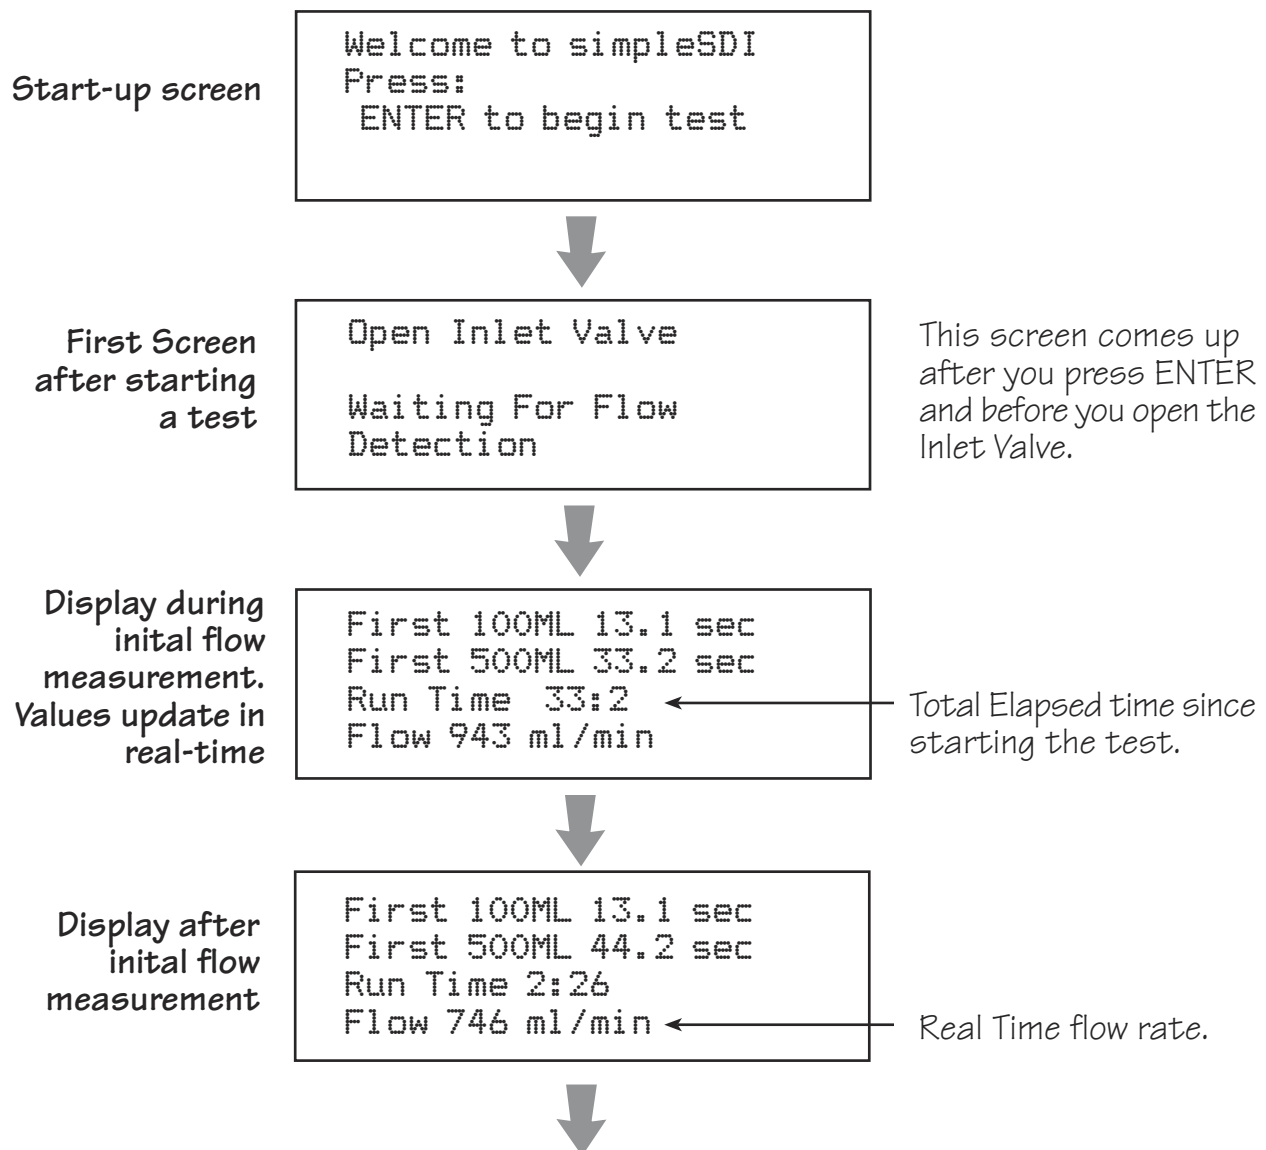 Start-up screen
Welcome to simpleSDI
Press:
ENTER to begin test
First Screen
after starting
a test
Open Inlet Valve
Waiting For Flow
Detection
This screen comes up
after you press ENTER
and before you open the
Inlet Valve.
Display during
inital flow
measurement.
Values update in
real-time
First 100ML 13.1 sec
First 500ML 33.2 sec
Run Time 33:2
Flow 943 ml/min
Total Elapsed time since
starting the test.
Display after
inital flow
measurement
First 100ML 13.1 sec
First 500ML 44.2 sec
Run Time 2:26
Flow 746 ml/min
Real Time flow rate.